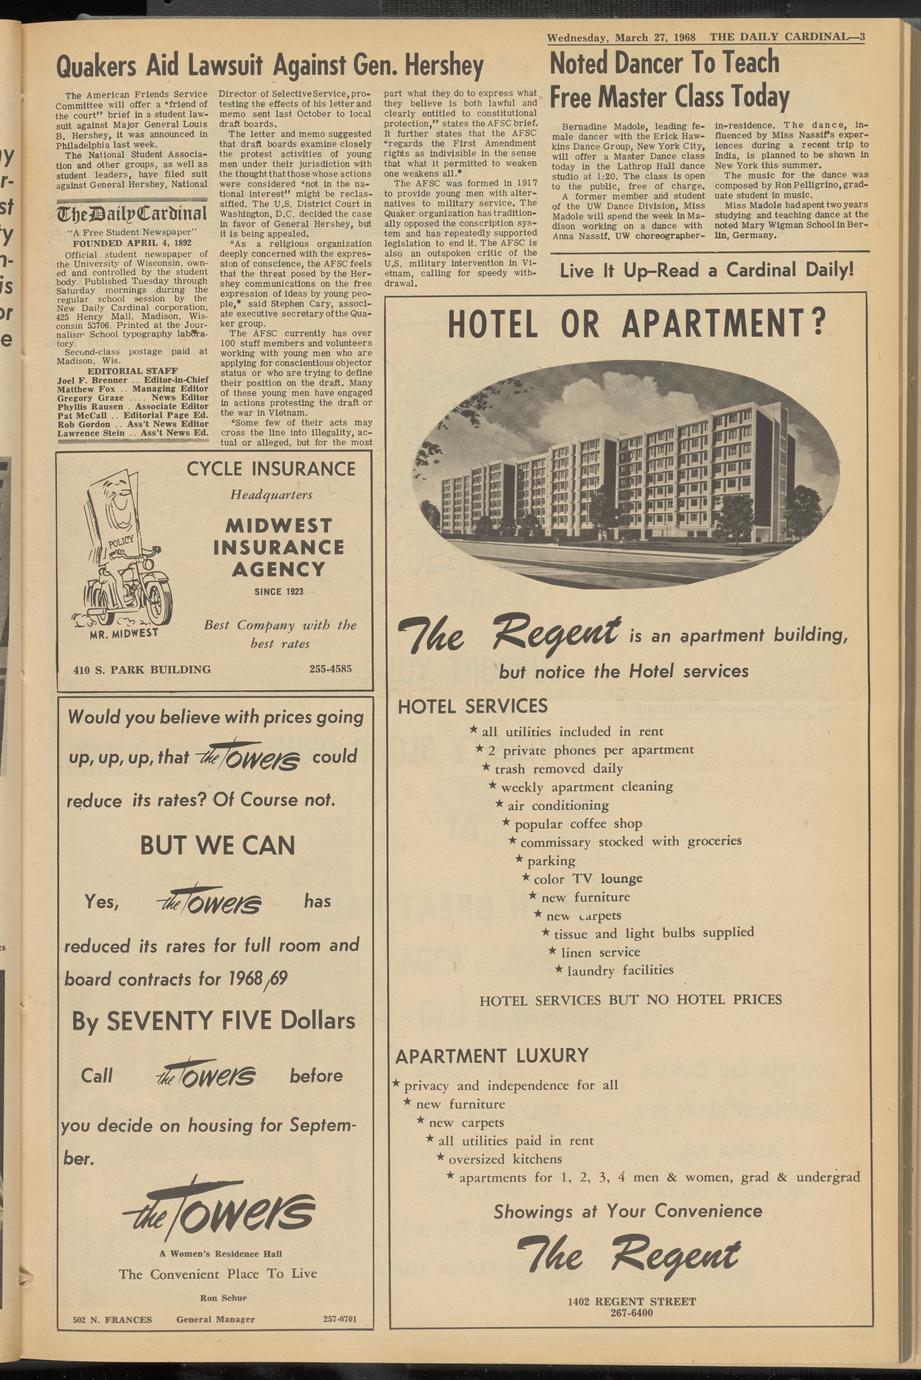 Wednesday, March 27, 1968 THE DAILY CARDINAL—3
Quakers Aid Lawsuit Against Gen. Hershey
The American Friends Service
Committee will offer a "friend of
the court" brief in a student law-
suit against Major General Louis
B. Hershey, it was announced in
Philadelphia last week.
The National Student Associa-
tion and other groups, as well as
student leaders, have filed suit
against General Hershey, National
Director of Selective Service, pro-
testing the effects of his letter and
memo sent last October to local
draft boards.
The letter and memo suggested
that draft boards examine closely
the protest activities of young
men under their jurisdiction with
the thought that those whose actions
were considered "not in the na-
tional interest" might be reclas-
sified. The U.S. District Court in
Washington, D.C. decided the case
in favor of General Hershey, but
it is being appealed.
"As a religious organization
deeply concerned with the expres-
sion of conscience, the AFSC feels
that the threat posed by the Her-
shey communications on the free
expression of ideas by young peo-
ple," said Stephen Cary, associ-
ate executive secretary of the Qua-
ker group.
The AFSC currently has over
100 staff members and volunteers
working with young men who are
applying for conscientious objector
status or who are trying to define
their position on the draft. Many
of these young men have engaged
in actions protesting the draft or
the war in Vietnam.
"Some few of their acts may
cross the line into illegality, ac-
tual or alleged, but for the most
part what they do to express what
they believe is both lawful and
clearly entitled to constitutional
protection," states the AFSC brief.
It further states that the AFSC
"regards the First Amendment
rights as indivisible in the sense
that what it permitted to weaken
one weakens all."
The AFSC was formed in 1917
to provide young men with alter-
natives to military service. The
Quaker organization has tradition-
ally opposed the conscription sys-
tem and has repeatedly supported
legislation to end it. The AFSC is
also an outspoken critic of the
U.S. military intervention in Vi-
etnam, calling for speedy with-
drawal.
The Daily Cardinal
"A Free Student Newspaper"
FOUNDED APRIL 4, 1892
Official student newspaper of
the University of Wisconsin, own-
ed and controlled by the student
body. Published Tuesday through
Saturday mornings during the
regular school session by the
New Daily Cardinal corporation,
425 Henry Mall, Madison, Wis-
consin 53706. Printed at the Jour-
nalism School typography labora-
tory.
Second-class postage paid at
Madison, Wis.
EDITORIAL STAFF
Joel F. Brenner .. Editor-in-Chief
Matthew Fox .. Managing Editor
Gregory Graze .... News Editor
Phyllis Rausen . Associate Editor
Pat McCall .. Editorial Page Ed.
Rob Gordon .. Ass't News Editor
Lawrence Stein .. Ass't News Ed.
Noted Dancer To Teach
Free Master Class Today
Bernadine Madole, leading fe-
male dancer with the Erick Haw-
kins Dance Group, New York City,
will offer a Master Dance class
today in the Lathrop Hall dance
studio at 1:20. The class is open
to the public, free of charge.
A former member and student
of the UW Dance Division, Miss
Madole will spend the week in Ma-
dison working on a dance with
Anna Nassif, UW choreographer-
in-residence. The dance, in-
fluenced by Miss Nassif's exper-
iences during a recent trip to
India, is planned to be shown in
New York this summer.
The music for the dance was
composed by Ron Pelligrino, grad-
uate student in music.
Miss Madole had spent two years
studying and teaching dance at the
noted Mary Wigman School in Ber-
lin, Germany.
Live It Up—Read a Cardinal Daily!
CYCLE INSURANCE
Headquarters
MIDWEST
INSURANCE
AGENCY
SINCE 1923
Best Company with the
best rates
POLICY
MR. MIDWEST
410 S. PARK BUILDING 255-4585
Would you believe with prices going
up, up, up, that the Towers could
reduce its rates? Of Course not.
BUT WE CAN
Yes, the Towers has
reduced its rates for full room and
board contracts for 1968/69
By SEVENTY FIVE Dollars
Call the Towers before
you decide on housing for Septem-
ber.
the Towers
A Women's Residence Hall
The Convenient Place To Live
Ron Schur
502 N. FRANCES General Manager 257-0701
HOTEL OR APARTMENT?
The Regent is an apartment building,
but notice the Hotel services
HOTEL SERVICES
★ all utilities included in rent
★ 2 private phones per apartment
★ trash removed daily
★ weekly apartment cleaning
★ air conditioning
★ popular coffee shop
★ commissary stocked with groceries
★ parking
★ color TV lounge
★ new furniture
★ new carpets
★ tissue and light bulbs supplied
★ linen service
★ laundry facilities
HOTEL SERVICES BUT NO HOTEL PRICES
APARTMENT LUXURY
★ privacy and independence for all
★ new furniture
★ new carpets
★ all utilities paid in rent
★ oversized kitchens
★ apartments for 1, 2, 3, 4 men & women, grad & undergrad
Showings at Your Convenience
The Regent
1402 REGENT STREET
267-6400